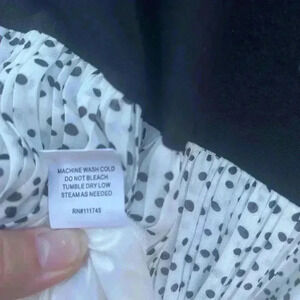 MACHINE WASH COLD
DO NOT BLEACH
TUMBLE DRY LOW
STEAM AS NEEDED
RN#111745